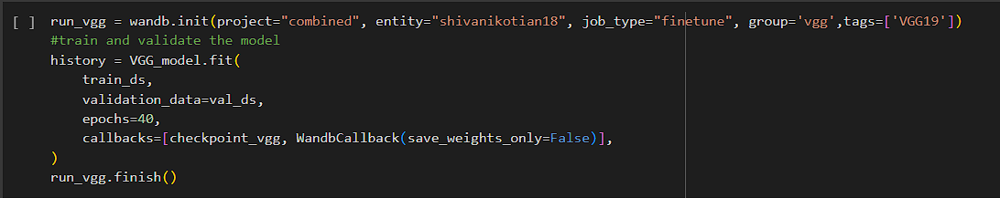 [ ] run_vgg = wandb.init(project="combined", entity="shivanikotian18", job_type="finetune", group='vgg',tags=['VGG19'])
#train and validate the model
history = VGG_model.fit(
    train_ds,
    validation_data=val_ds,
    epochs=40,
    callbacks=[checkpoint_vgg, WandbCallback(save_weights_only=False)],
)
run_vgg.finish()